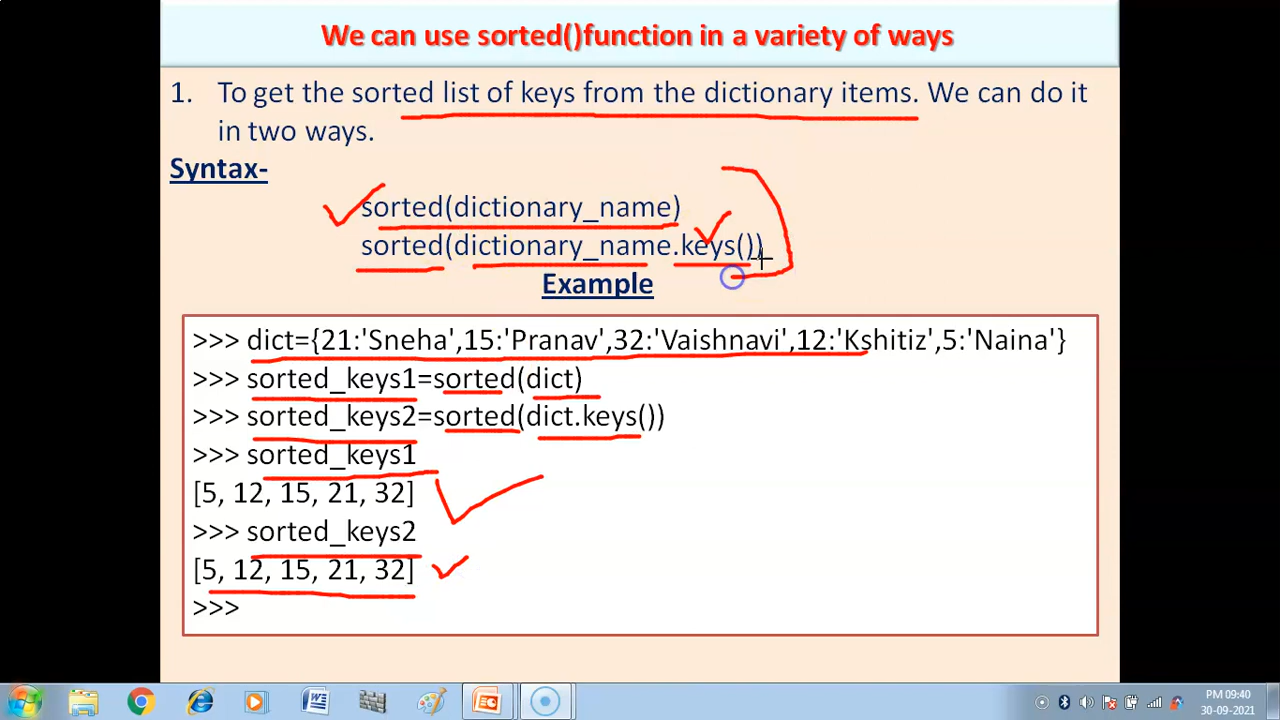 We can use sorted()function in a variety of ways
1. To get the sorted list of keys from the dictionary items. We can do it
in two ways.
Syntax-
sorted(dictionary_name)
sorted(dictionary_name.keys())
Example
>>> dict={21:'Sneha',15:'Pranav',32:'Vaishnavi',12:'Kshitiz',5:'Naina'}
>>> sorted_keys1=sorted(dict)
>>> sorted_keys2=sorted(dict.keys())
>>> sorted_keys1
[5, 12, 15, 21, 32]
>>> sorted_keys2
[5, 12, 15, 21, 32]
>>>
PM 09:40
30-09-2021